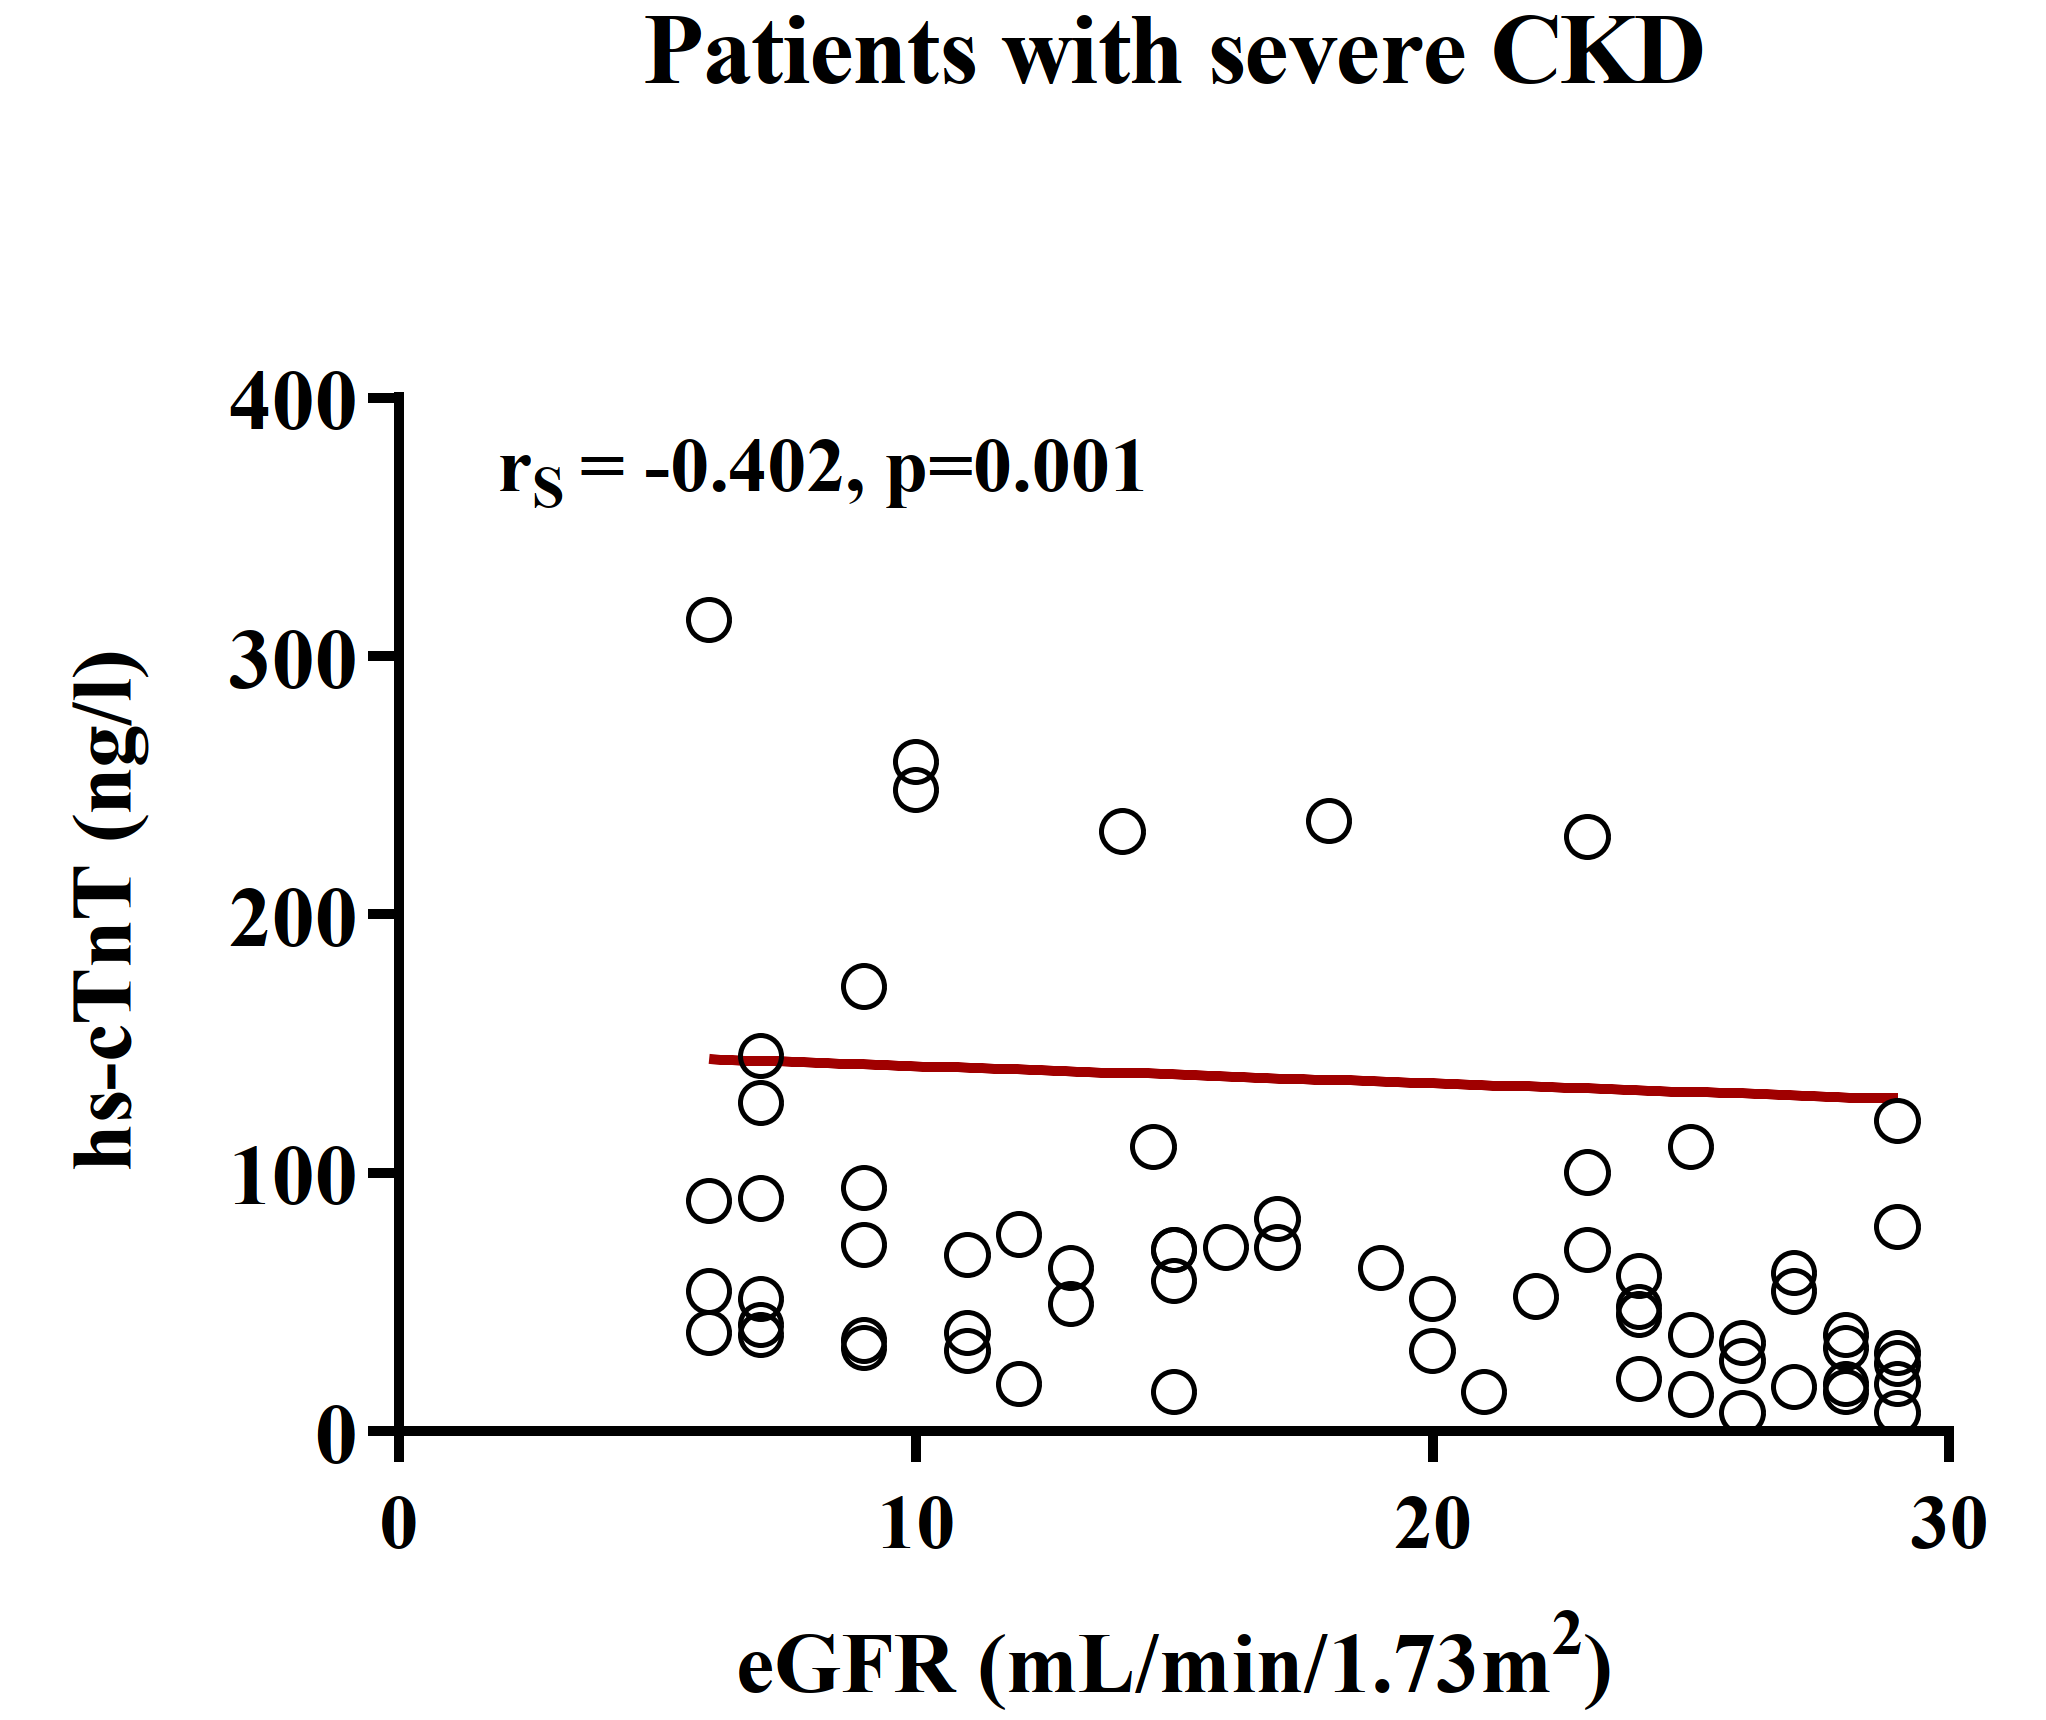 Patients with severe CKD
400
rS = -0.402, p=0.001
300
200
100
0
hs-cTnT (ng/l)
0 10 20 30
eGFR (mL/min/1.73m²)